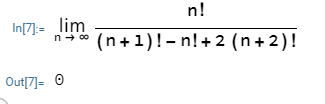 In[7]:= lim n→∞ n! / ((n+1)! - n! + 2 (n+2)!)
Out[7]= 0